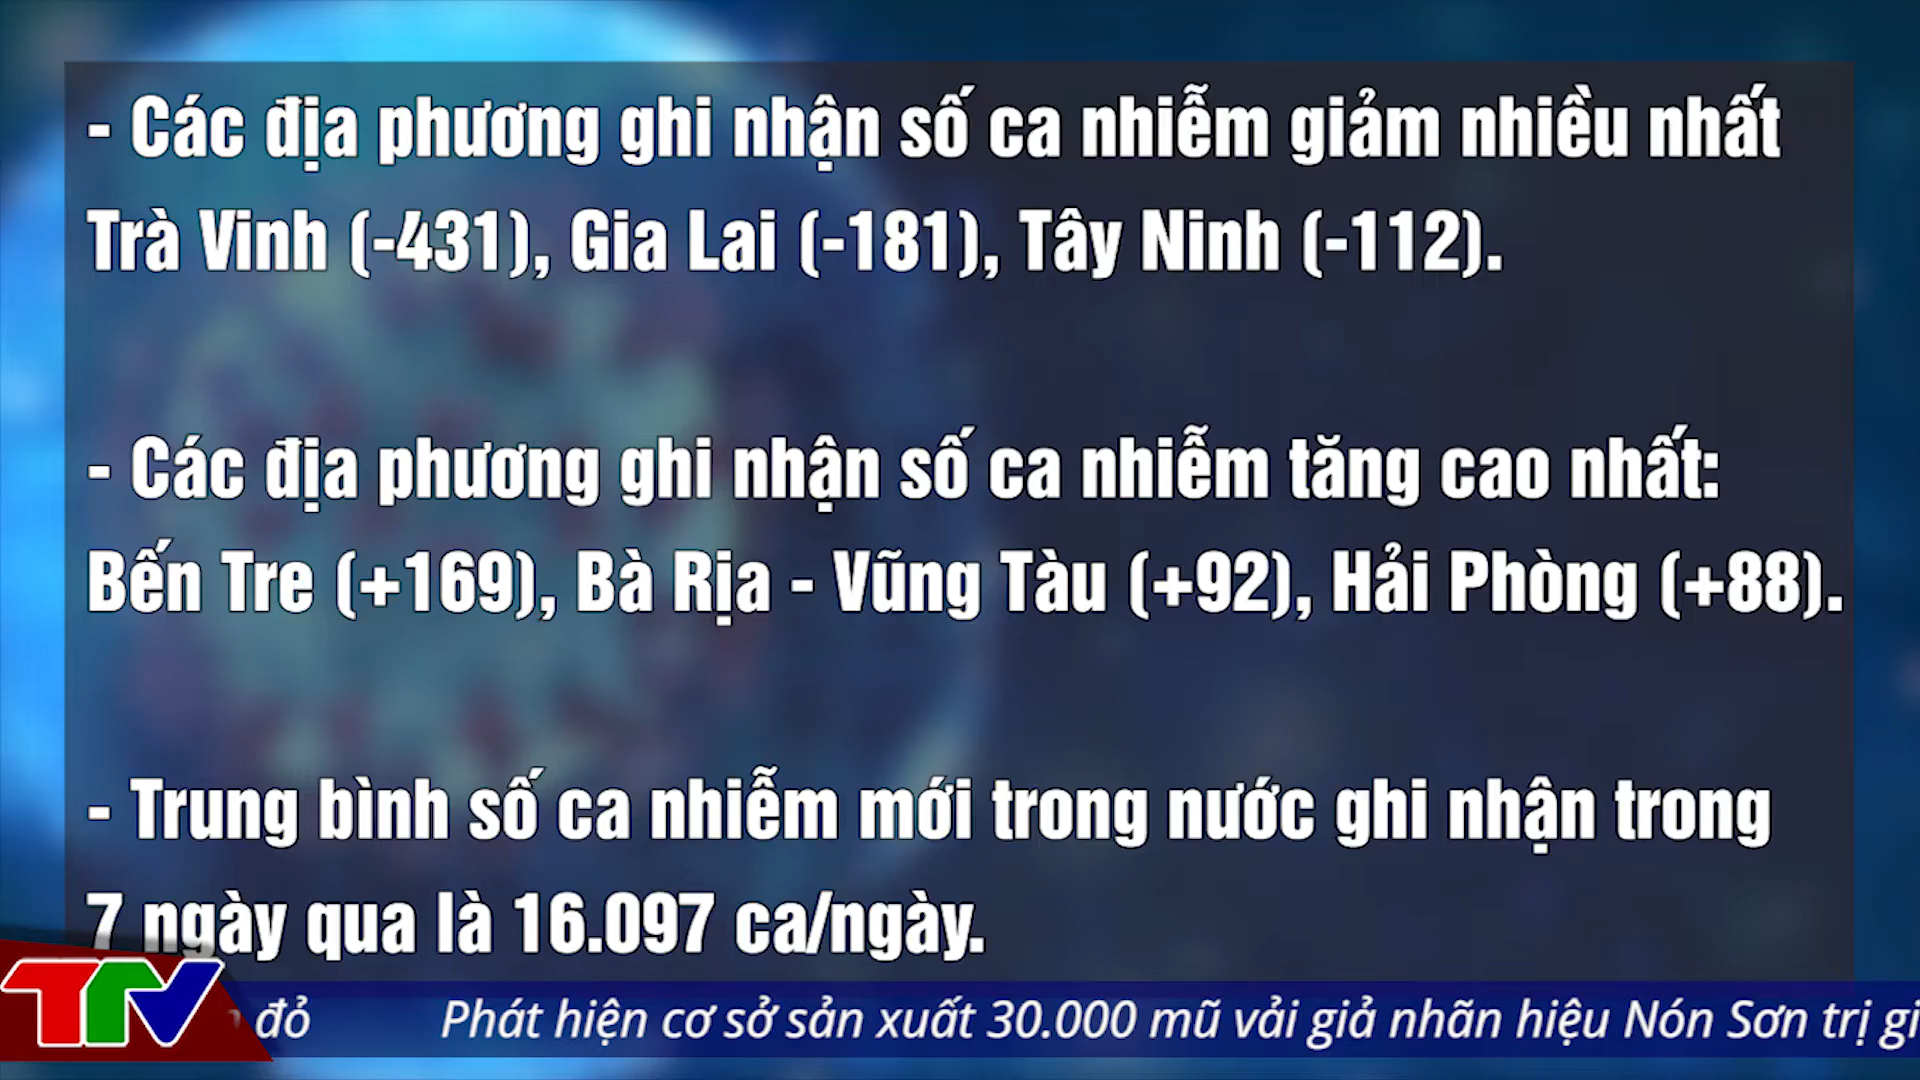 - Các địa phương ghi nhận số ca nhiễm giảm nhiều nhất
Trà Vinh (-431), Gia Lai (-181), Tây Ninh (-112).
- Các địa phương ghi nhận số ca nhiễm tăng cao nhất:
Bến Tre (+169), Bà Rịa - Vũng Tàu (+92), Hải Phòng (+88).
- Trung bình số ca nhiễm mới trong nước ghi nhận trong
7 ngày qua là 16.097 ca/ngày.
TTV
đỏ Phát hiện cơ sở sản xuất 30.000 mũ vải giả nhãn hiệu Nón Sơn trị